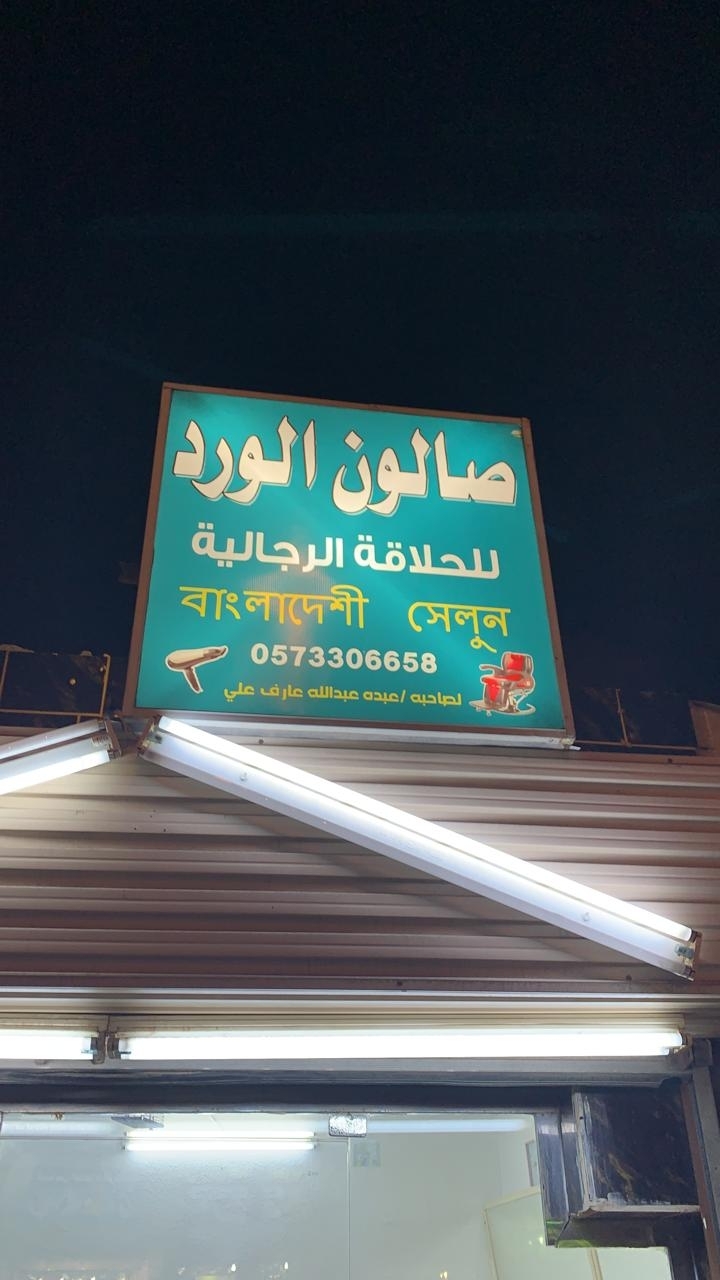 صالون الورد
للحلاقة الرجالية
বাংলাদেশী সেলুন
0573306658
لصاحبه /عبده عبدالله عارف علي